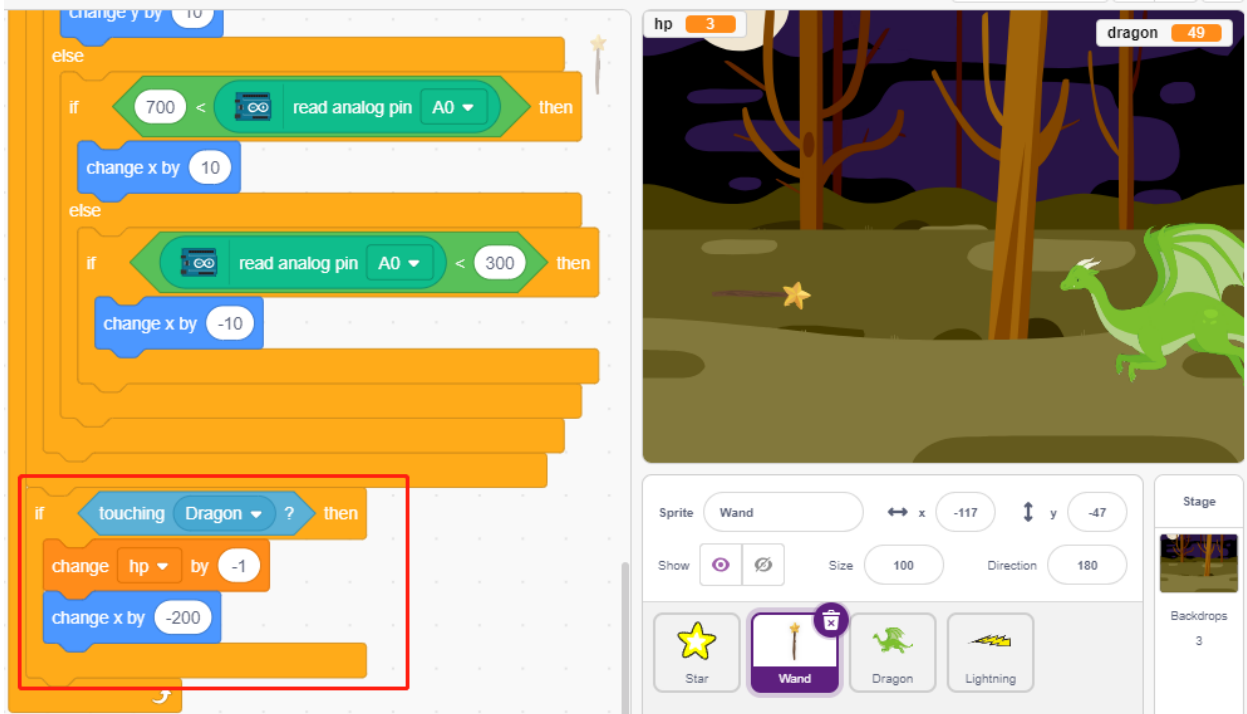 change y by 10
else
if 700 < read analog pin A0 then
change x by 10
else
if read analog pin A0 < 300 then
change x by -10
if touching Dragon ? then
change hp by -1
change x by -200
hp 3
dragon 49
Sprite Wand x -117 y -47
Show Size 100 Direction 180
Star
Wand
Dragon
Lightning
Stage
Backdrops
3